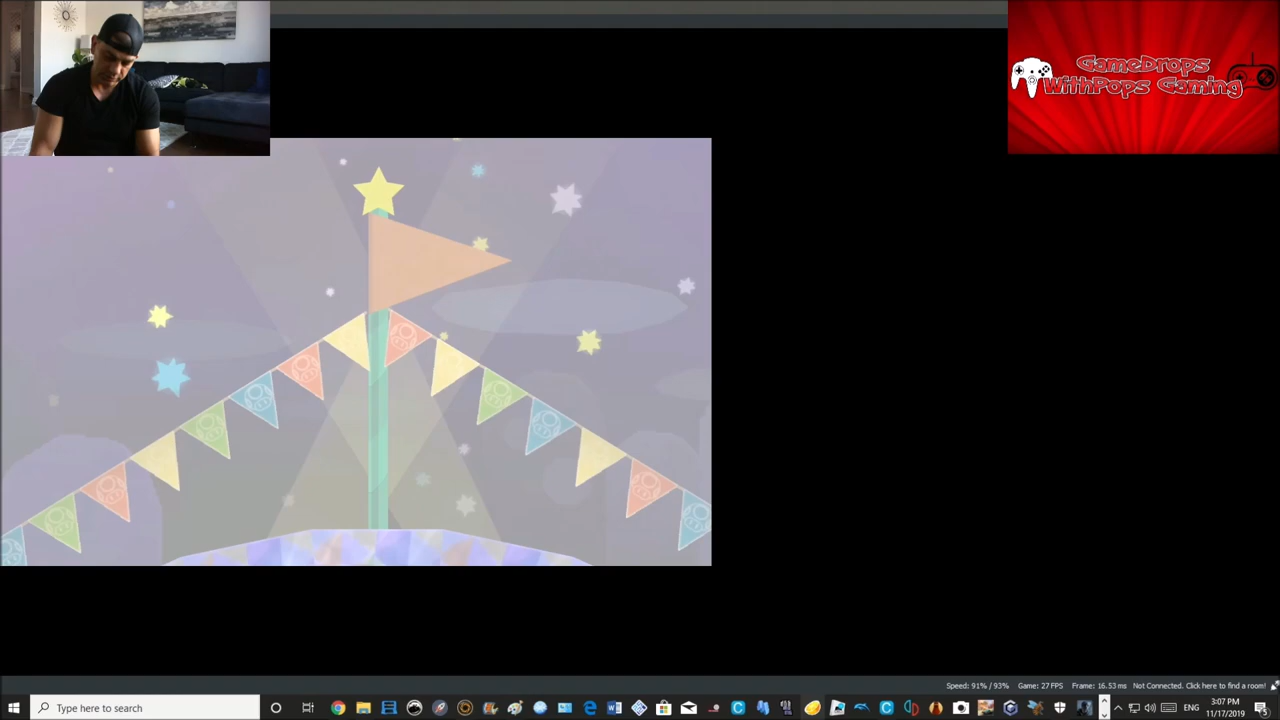 GameDrops
WithPops Gaming
Speed: 91% / 93% Game: 27 FPS Frame: 16.53 ms Not Connected. Click here to find a room!
Type here to search
ENG
3:07 PM
11/17/2019